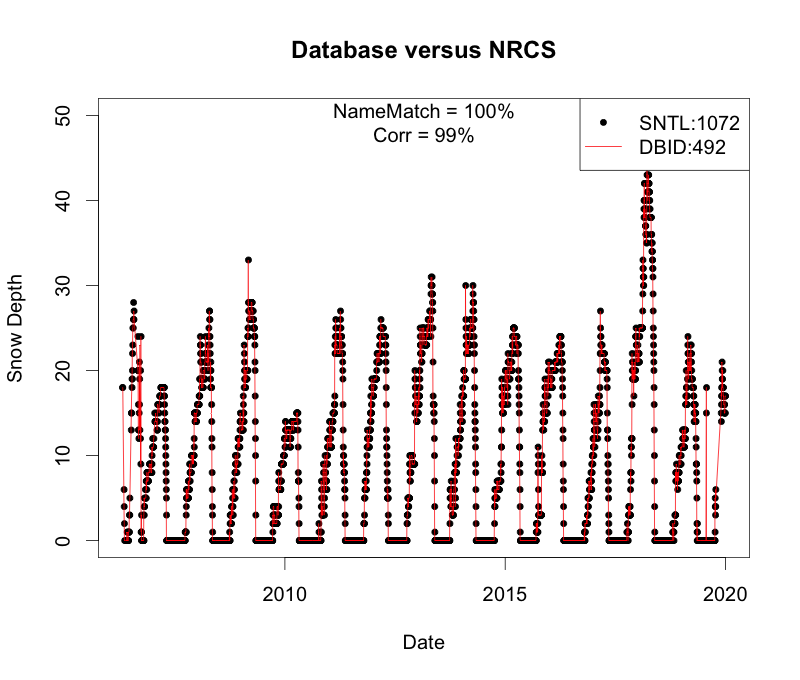 Database versus NRCS
NameMatch = 100%
Corr = 99%
SNTL:1072
DBID:492
50
40
30
20
10
0
Snow Depth
2010
2015
2020
Date